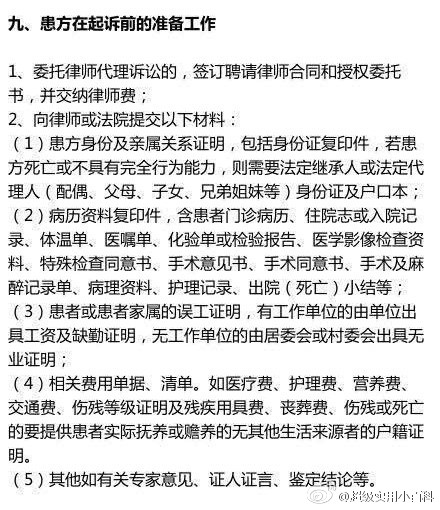 九、患方在起诉前的准备工作
1、委托律师代理诉讼的，签订聘请律师合同和授权委托
书，并交纳律师费；
2、向律师或法院提交以下材料：
（1）患方身份及亲属关系证明，包括身份证复印件，若患
方死亡或不具有完全行为能力，则需要法定继承人或法定代
理人（配偶、父母、子女、兄弟姐妹等）身份证及户口本；
（2）病历资料复印件，含患者门诊病历、住院志或入院记
录、体温单、医嘱单、化验单或检验报告、医学影像检查资
料、特殊检查同意书、手术意见书、手术同意书、手术及麻
醉记录单、病理资料、护理记录、出院（死亡）小结等；
（3）患者或患者家属的误工证明，有工作单位的由单位出
具工资及缺勤证明，无工作单位的由居委会或村委会出具无
业证明；
（4）相关费用单据、清单。如医疗费、护理费、营养费、
交通费、伤残等级证明及残疾用具费、丧葬费、伤残或死亡
的要提供患者实际抚养或赡养的无其他生活来源者的户籍证
明。
（5）其他如有关专家意见、证人证言、鉴定结论等。
@超级实用小百科